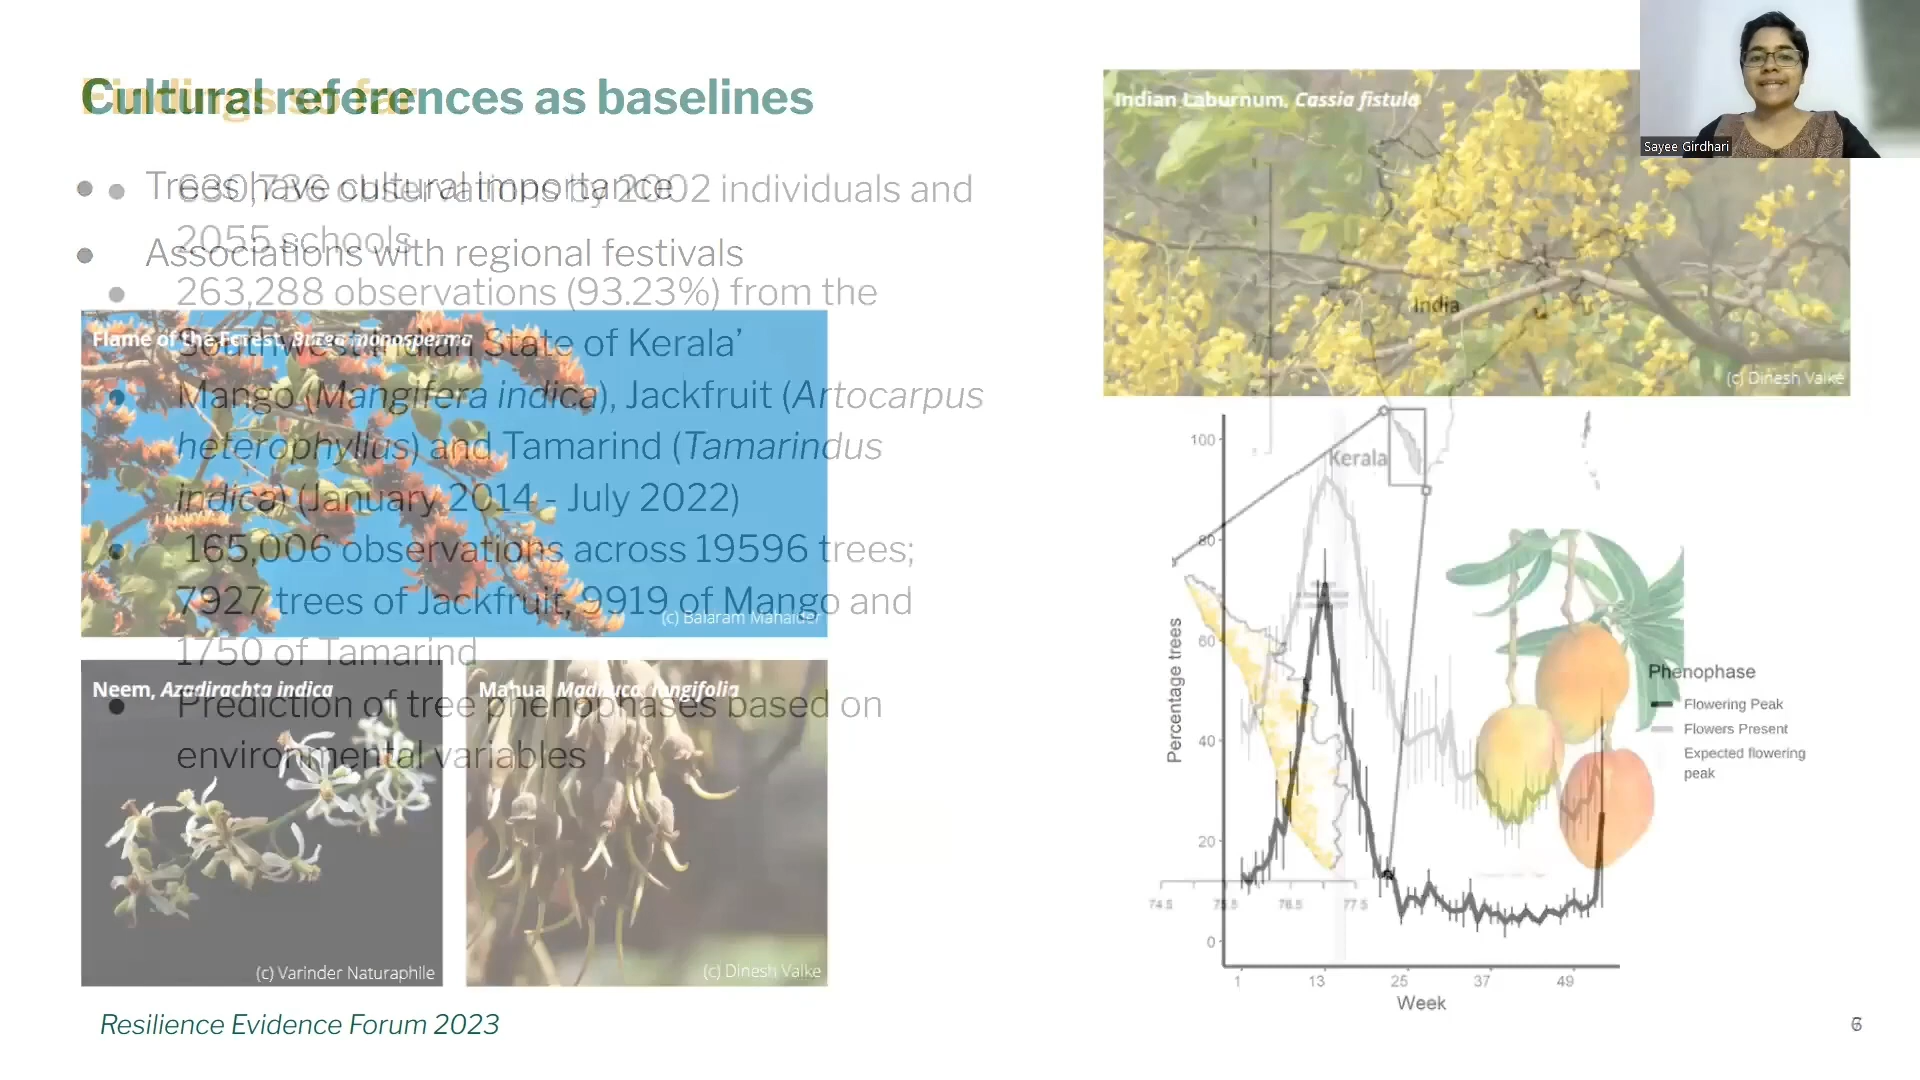 Cultural references as baselines
Findings so far
Sayee Girdhari
Trees have cultural importance
Associations with regional festivals
630,736 observations by 2002 individuals and
2055 schools
263,288 observations (93.23%) from the
Southwest Indian State of Kerala’
Mango (Mangifera indica), Jackfruit (Artocarpus
heterophyllus) and Tamarind (Tamarindus
indica) (January 2014 - July 2022)
165,006 observations across 19596 trees;
7927 trees of Jackfruit, 9919 of Mango and
1750 of Tamarind
Prediction of tree phenophases based on
environmental variables
Flame of the Forest, Butea monosperma
(c) Balaram Mahalder
Neem, Azadirachta indica
(c) Varinder Naturaphile
Mahua, Madhuca longifolia
(c) Dinesh Valke
Indian Laburnum, Cassia fistula
India
(c) Dinesh Valke
Kerala
100
80
60
40
20
0
Percentage trees
74.5 75.5 76.5 77.5
1 13 25 37 49
Week
Phenophase
Flowering Peak
Flowers Present
Expected flowering
peak
Resilience Evidence Forum 2023